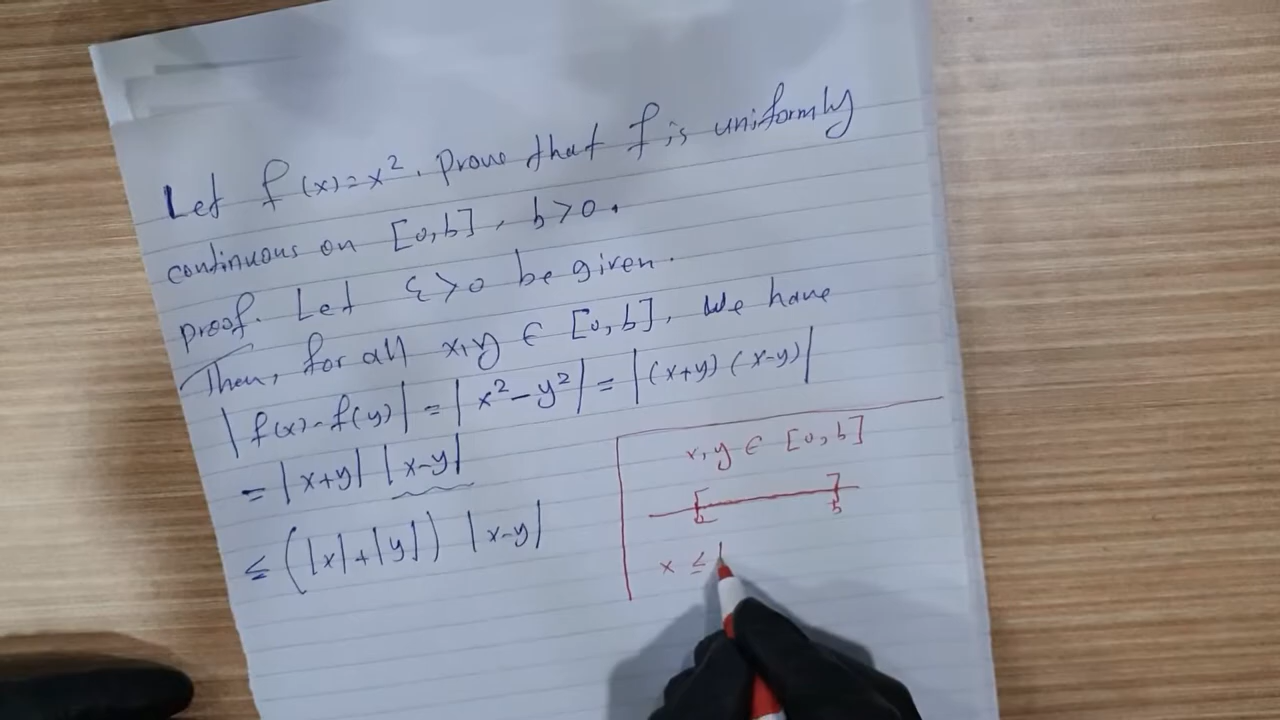 Let f(x)=x². Prove that f is uniformly
continuous on [0,b], b>0.
proof. Let ε>0 be given.
Then, for all x,y ∈ [0,b], we have
|f(x)-f(y)| = |x²-y²| = |(x+y)(x-y)|
= |x+y| |x-y|
≤ (|x|+|y|) |x-y|
x,y ∈ [0,b]
b
x ≤